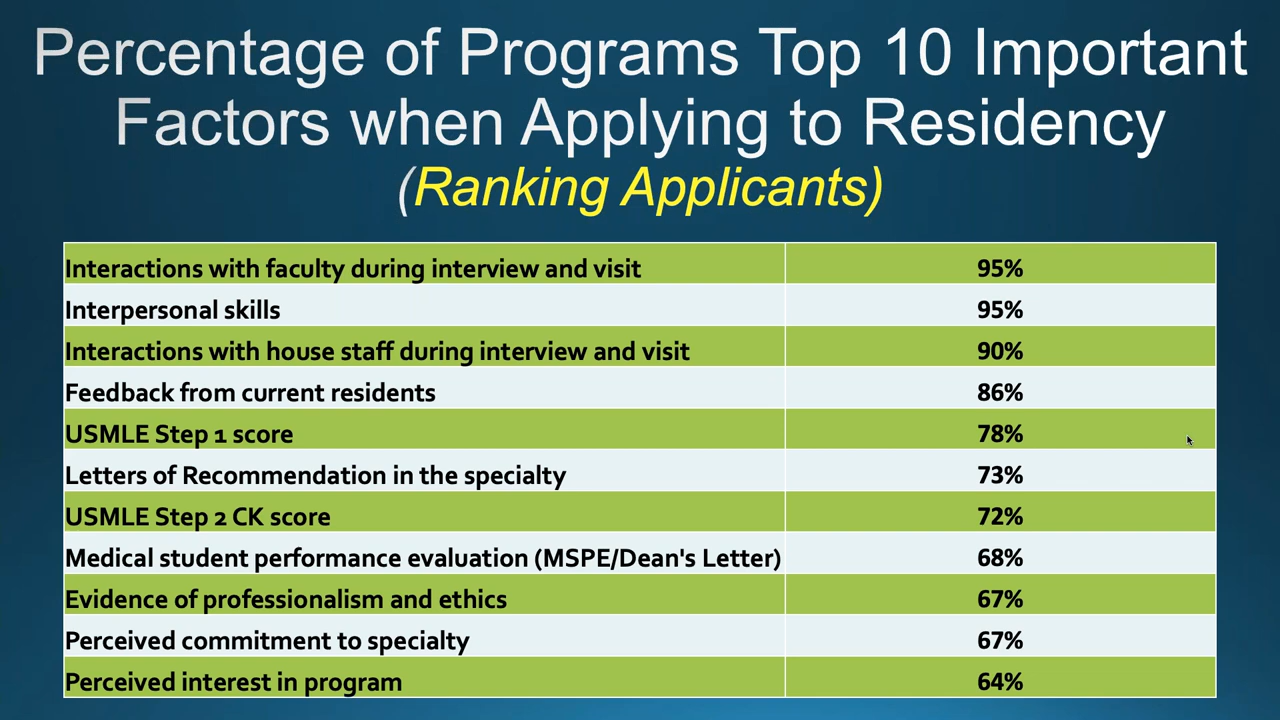 Percentage of Programs Top 10 Important
Factors when Applying to Residency
(Ranking Applicants)
Interactions with faculty during interview and visit 95%
Interpersonal skills 95%
Interactions with house staff during interview and visit 90%
Feedback from current residents 86%
USMLE Step 1 score 78%
Letters of Recommendation in the specialty 73%
USMLE Step 2 CK score 72%
Medical student performance evaluation (MSPE/Dean's Letter) 68%
Evidence of professionalism and ethics 67%
Perceived commitment to specialty 67%
Perceived interest in program 64%